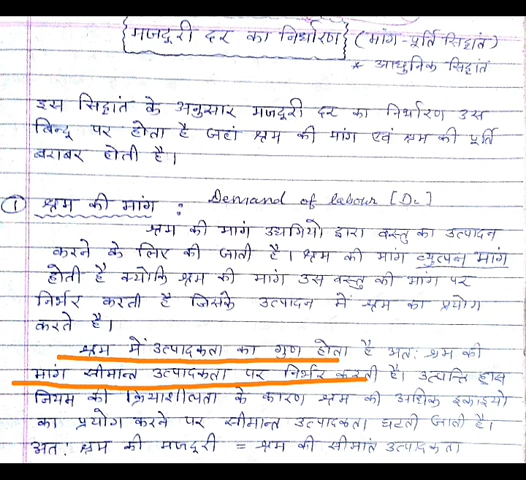 {मजदूरी दर का निर्धारण} (मांग-पूर्ति सिद्दांत)
* आधुनिक सिद्दांत
इस सिद्दांत के अनुसार मजदूरी दर का निर्धारण उस
बिन्दू पर होता है जहां श्रम की मांग एवं श्रम की पूर्ति
बराबर होती है।
① श्रम की मांग : Demand of labour [DL]
श्रम की मांग उद्यमियो द्वारा वस्तु का उत्पादन
करने के लिए की जाती है। श्रम की मांग व्युत्पन मांग
होती है क्योकि श्रम की मांग उस वस्तु की मांग पर
निर्भर करती है जिसके उत्पादन में श्रम का प्रयोग
करते है।
श्रम में उत्पादकता का गुण होता है अत: श्रम की
मांग सीमान्त उत्पादकता पर निर्भर करती है। उत्पत्ति ह्रास
नियम की क्रियाशीलता के कारण श्रम की अधिक इकाइयो
का प्रयोग करने पर सीमान्त उत्पादकता घटती जाती है।
अत: श्रम की मजदूरी = श्रम की सीमांत उत्पादकता